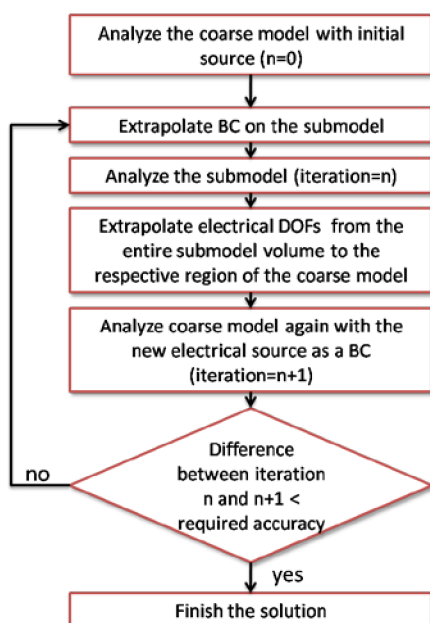 Analyze the coarse model with initial
source (n=0)
Extrapolate BC on the submodel
Analyze the submodel (iteration=n)
Extrapolate electrical DOFs from the
entire submodel volume to the
respective region of the coarse model
Analyze coarse model again with the
new electrical source as a BC
(iteration=n+1)
Difference
between iteration
n and n+1 <
required accuracy
no
yes
Finish the solution